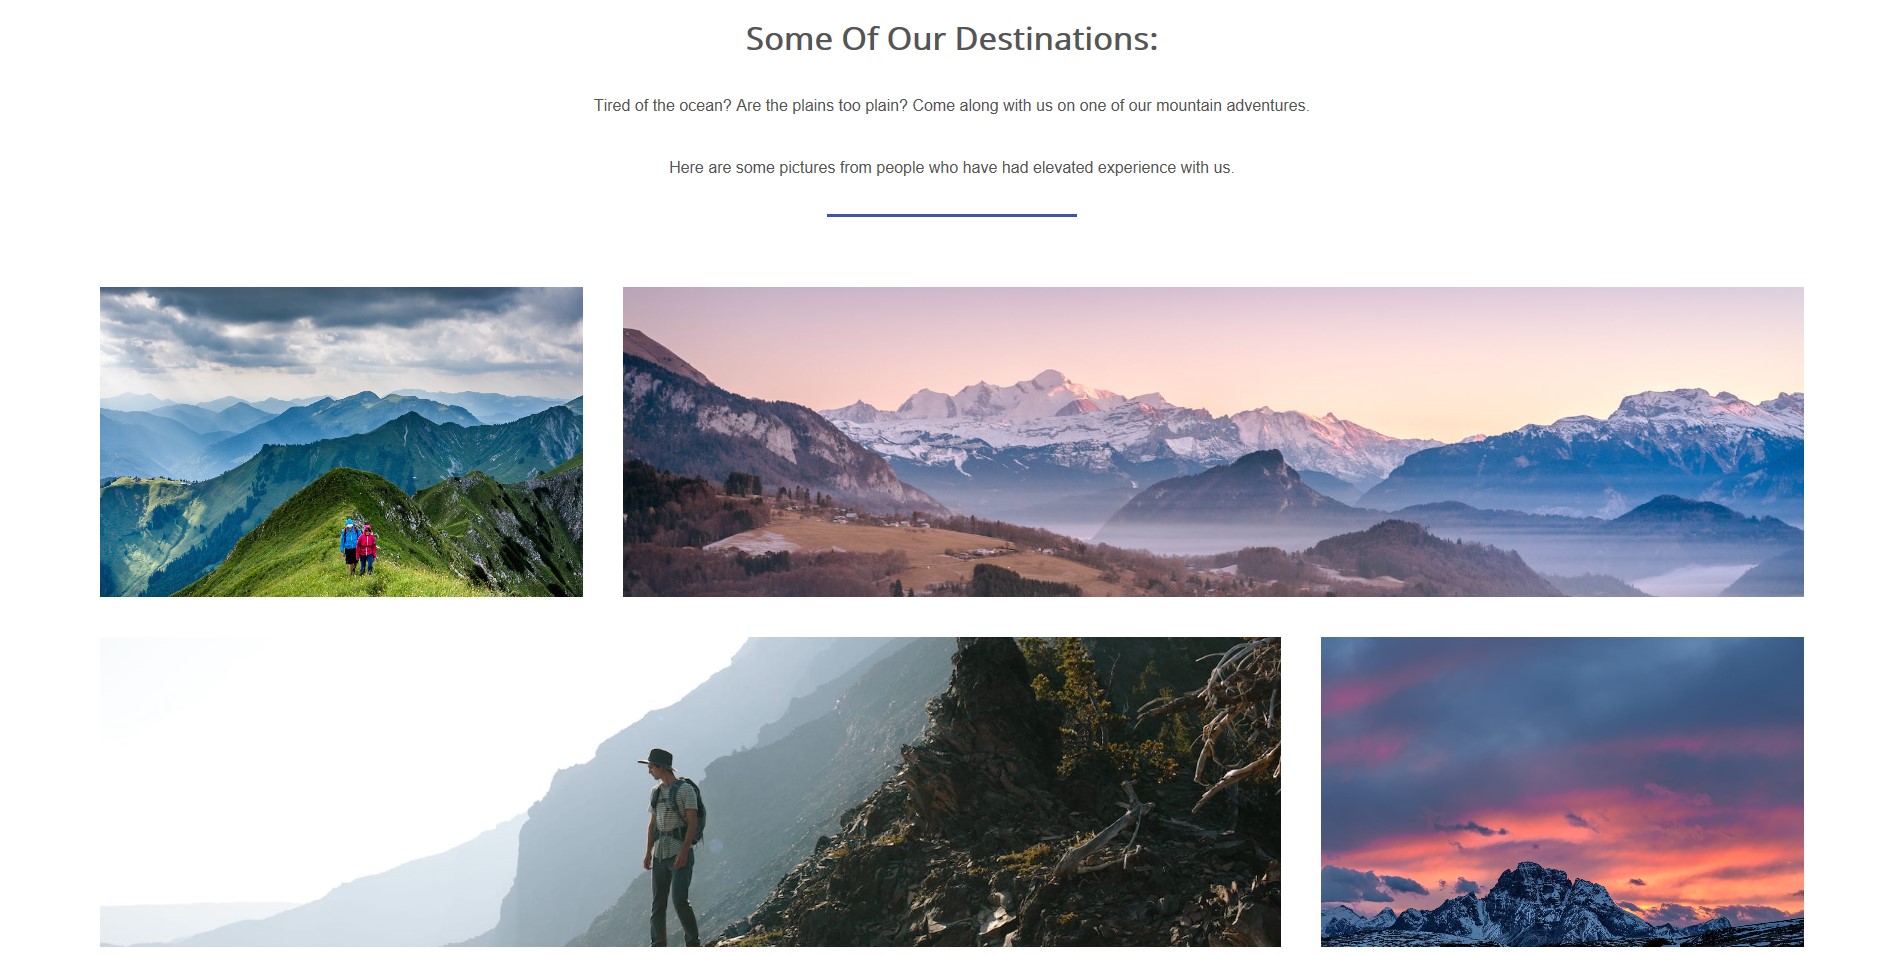 Some Of Our Destinations:
Tired of the ocean? Are the plains too plain? Come along with us on one of our mountain adventures.
Here are some pictures from people who have had elevated experience with us.